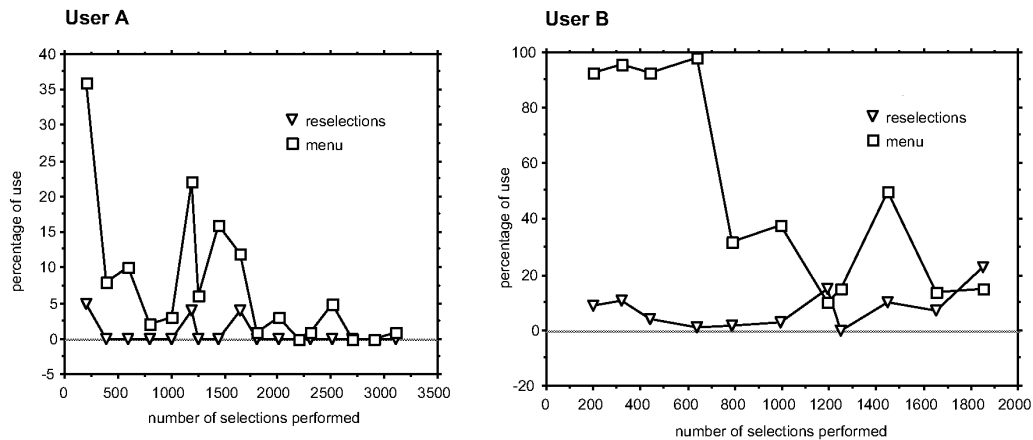 User A
40
35
30
25
20
15
10
5
0
-5
percentage of use
reselections
menu
0 500 1000 1500 2000 2500 3000 3500
number of selections performed
User B
100
80
60
40
20
0
-20
percentage of use
reselections
menu
0 200 400 600 800 1000 1200 1400 1600 1800 2000
number of selections performed